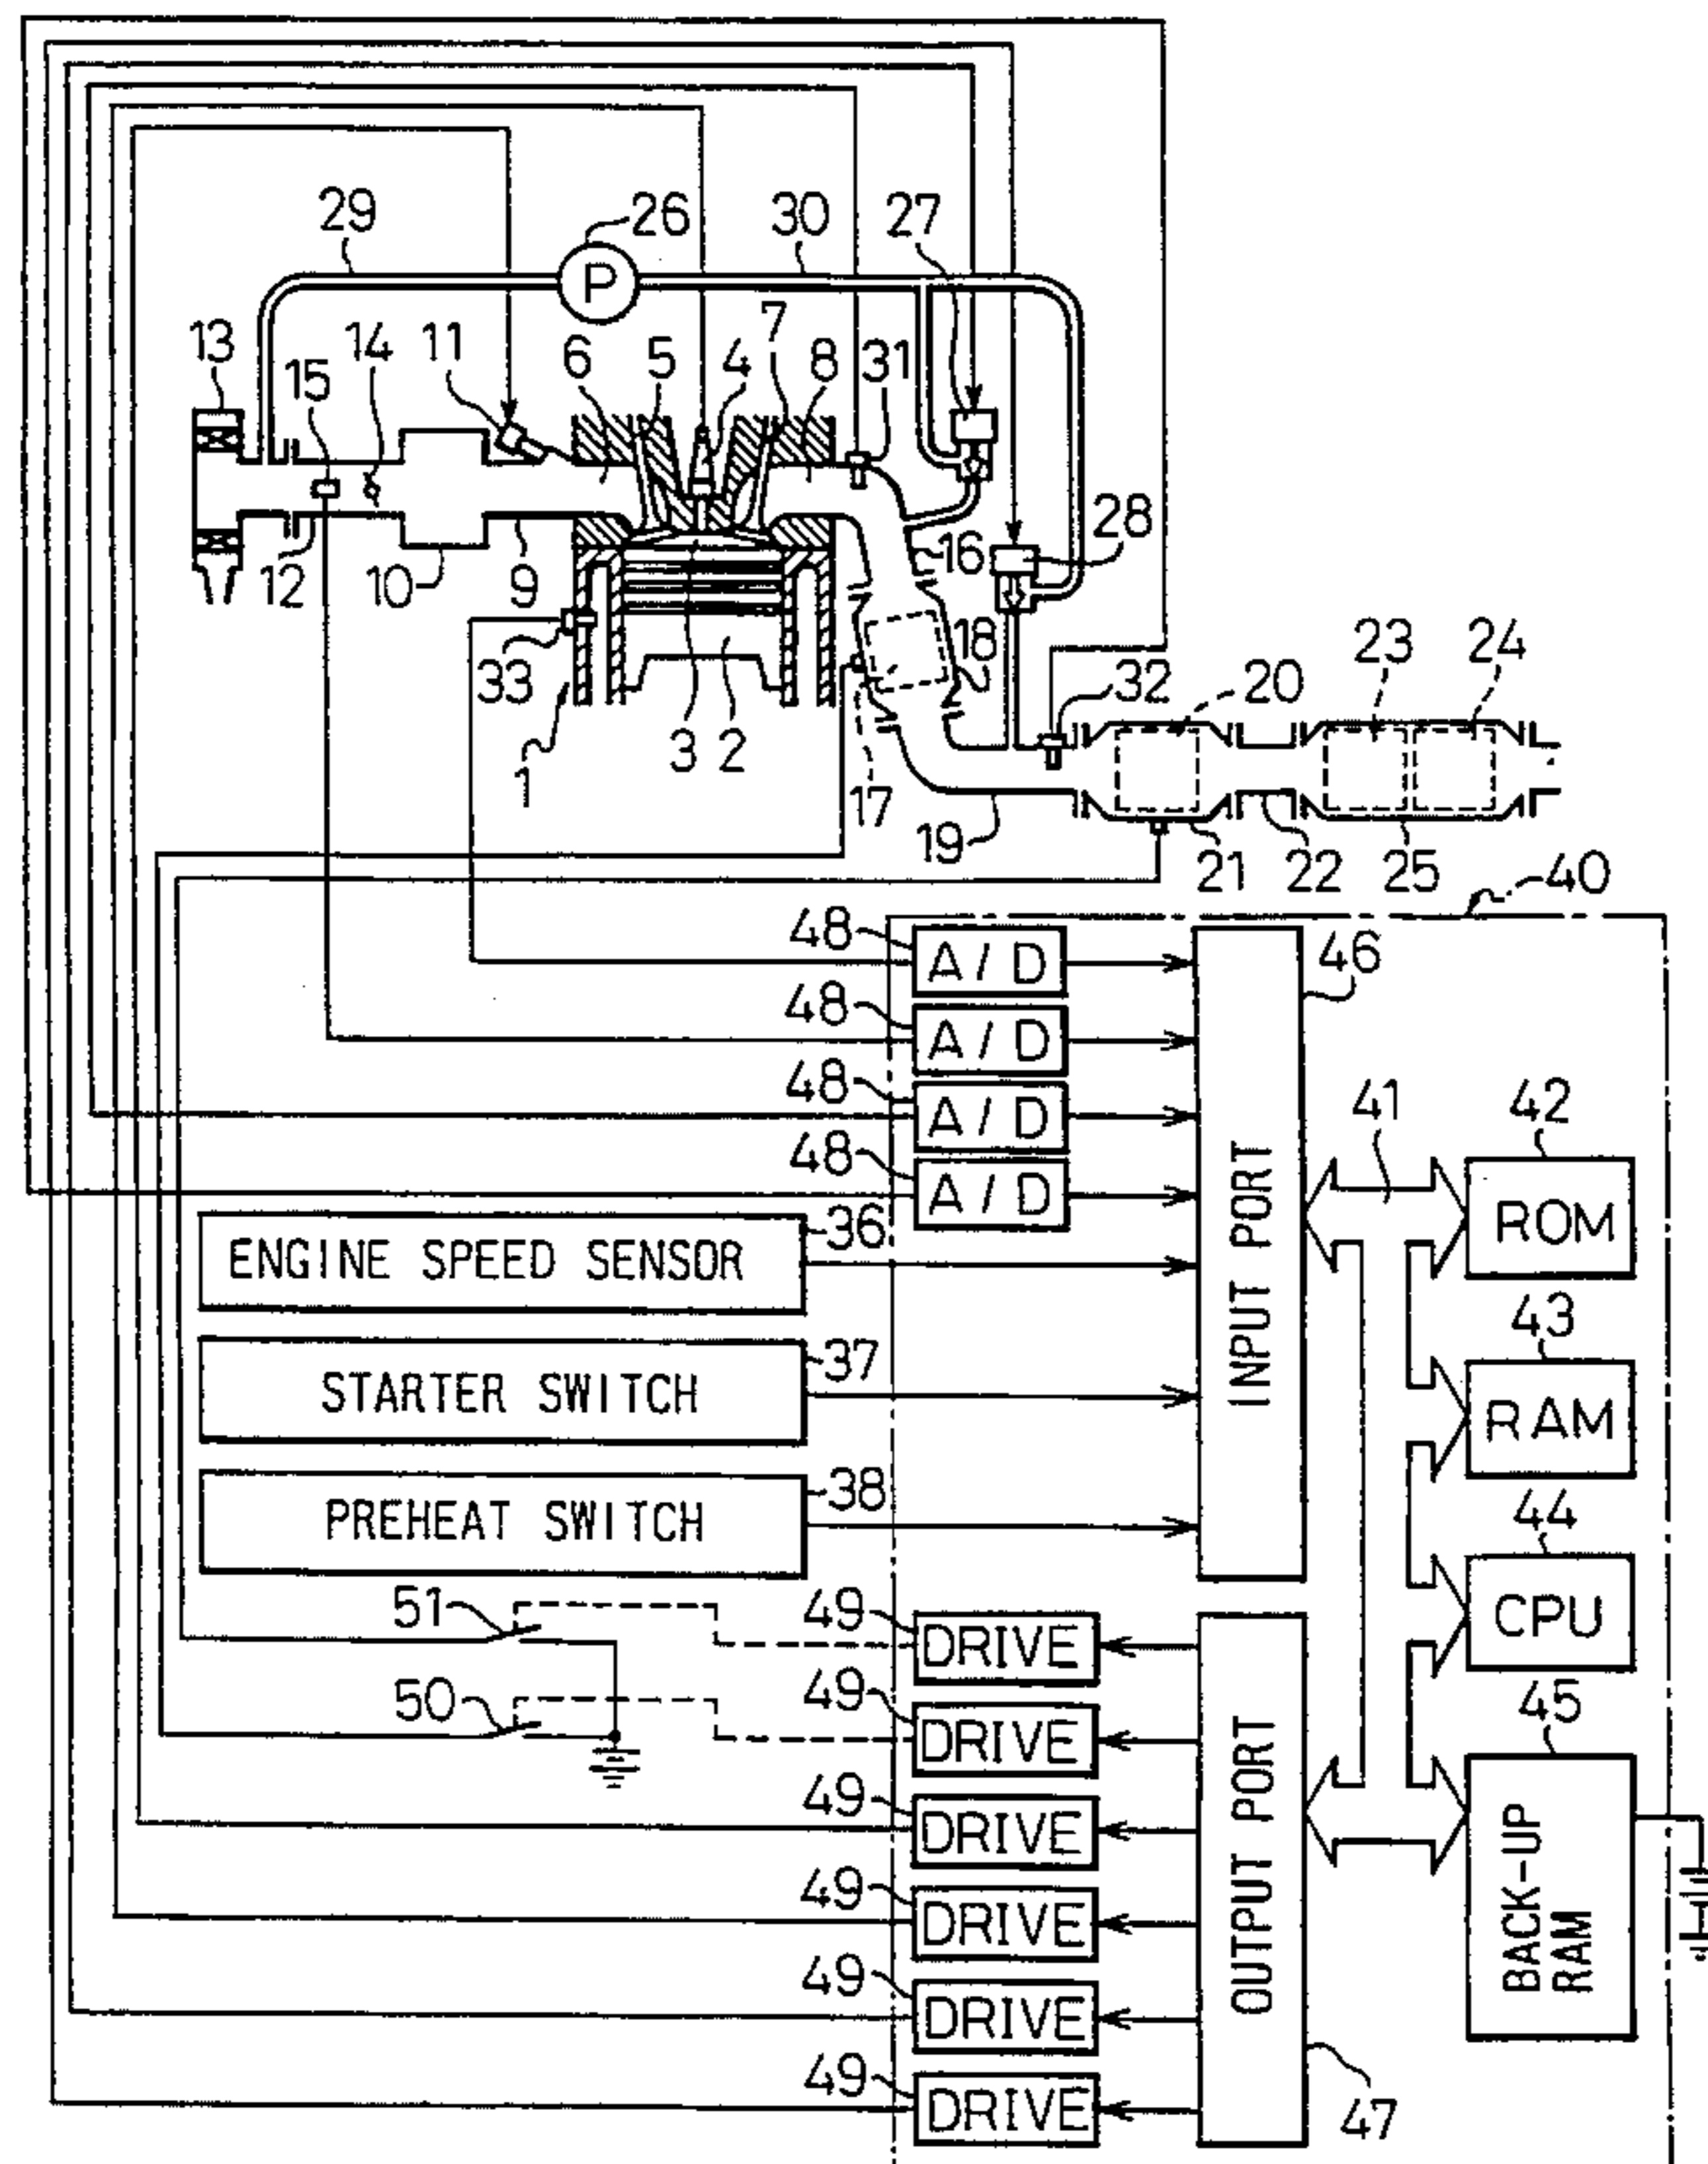 29 26 30 27
P
13 15 14 11 6 5 4 7 8 31
12 10 9 16 28
33 18 23 24
20
32
1 3 2 17 19 21 22 25
40
48 A/D 46
48 A/D
48 A/D
48 A/D
41 42
ROM
ENGINE SPEED SENSOR 36
INPUT PORT
43
RAM
STARTER SWITCH 37
PREHEAT SWITCH 38
44
CPU
51 49 DRIVE
50 49 DRIVE
45
BACK-UP
RAM
OUTPUT PORT
49 DRIVE
49 DRIVE
49 DRIVE
49 DRIVE
47